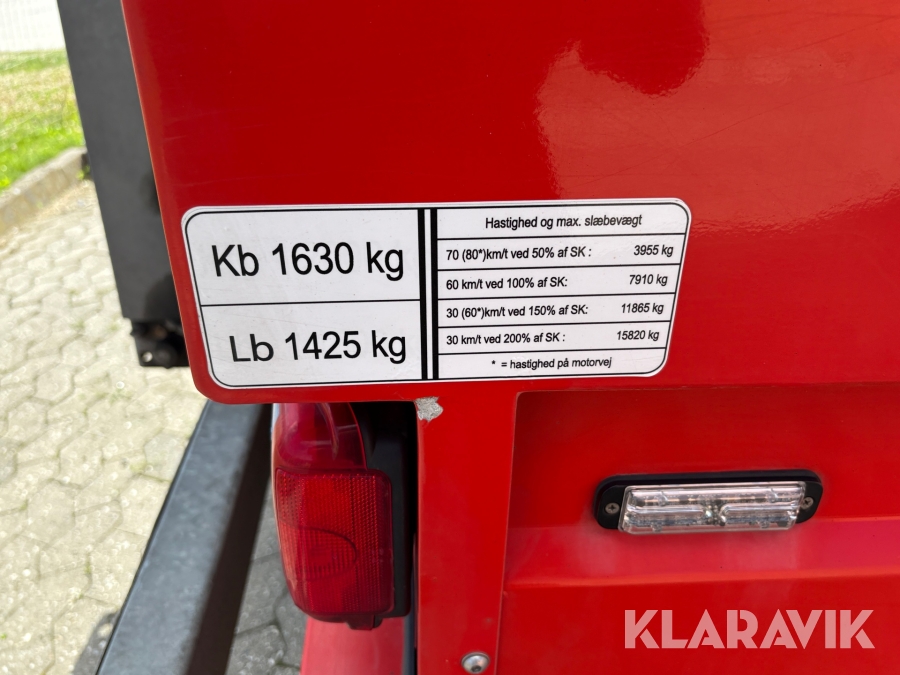 Kb 1630 kg
Lb 1425 kg
Hastighed og max. slæbevægt
70 (80*)km/t ved 50% af SK : 3955 kg
60 km/t ved 100% af SK: 7910 kg
30 (60*)km/t ved 150% af SK: 11865 kg
30 km/t ved 200% af SK : 15820 kg
* = hastighed på motorvej
KLARAVIK